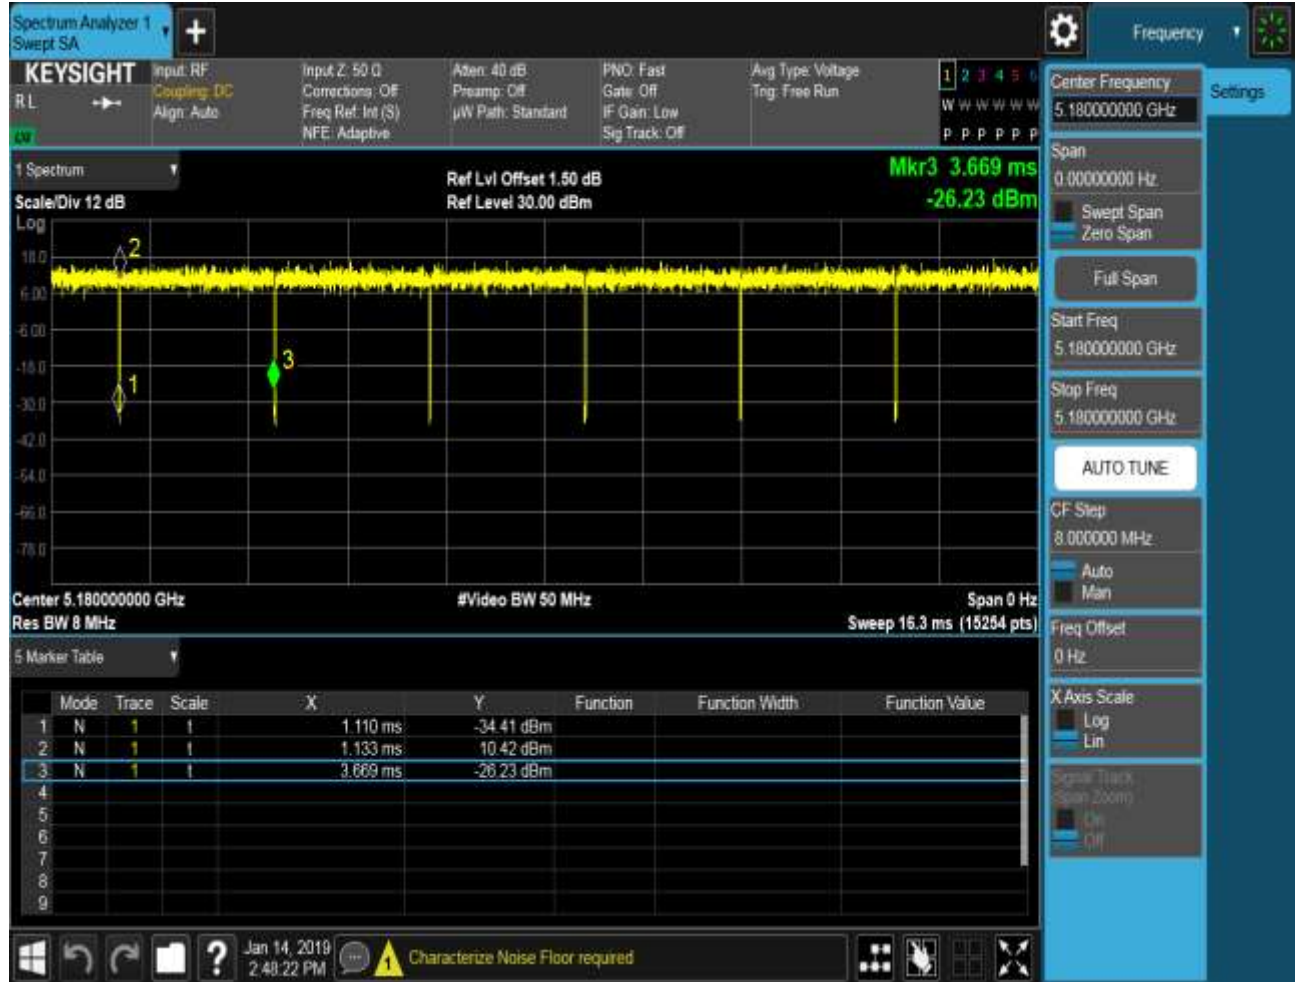 Spectrum Analyzer 1
Swept SA
+
Frequency
KEYSIGHT
RL
Input: RF
Coupling: DC
Align: Auto
Input Z: 50 Ω
Corrections: Off
Freq Ref: Int (S)
NFE: Adaptive
Atten: 40 dB
Preamp: Off
µW Path: Standard
PNO: Fast
Gate: Off
IF Gain: Low
Sig Track: Off
Avg Type: Voltage
Trig: Free Run
1 2 3 4 5 6
W W W W W W
P P P P P P
1 Spectrum
Scale/Div 12 dB
Ref Lvl Offset 1.50 dB
Ref Level 30.00 dBm
Mkr3 3.669 ms
-26.23 dBm
Log
18.0
6.00
-6.00
-18.0
-30.0
-42.0
-54.0
-66.0
-78.0
2
1
3
Center 5.180000000 GHz
#Video BW 50 MHz
Span 0 Hz
Res BW 8 MHz
Sweep 16.3 ms (15254 pts)
5 Marker Table
Mode Trace Scale X Y Function Function Width Function Value
1 N 1 t 1.110 ms -34.41 dBm
2 N 1 t 1.133 ms 10.42 dBm
3 N 1 t 3.669 ms -26.23 dBm
4
5
6
7
8
9
?
Jan 14, 2019
2:48:22 PM
1
Characterize Noise Floor required
Center Frequency
5.180000000 GHz
Settings
Span
0.00000000 Hz
Swept Span
Zero Span
Full Span
Start Freq
5.180000000 GHz
Stop Freq
5.180000000 GHz
AUTO TUNE
CF Step
8.000000 MHz
Auto
Man
Freq Offset
0 Hz
X Axis Scale
Log
Lin
Signal Track
(Span Zoom)
On
Off